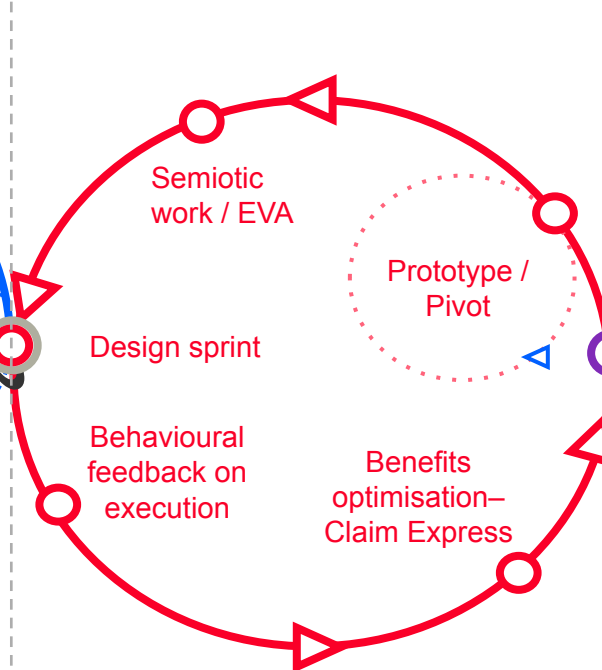 Semiotic
work / EVA
Prototype /
Pivot
Design sprint
Behavioural
feedback on
execution
Benefits
optimisation–
Claim Express